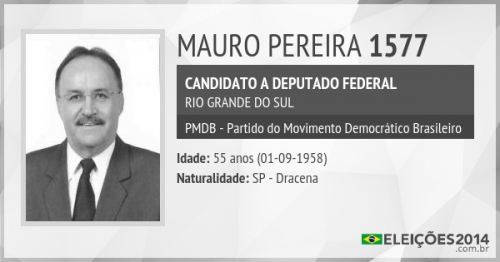 MAURO PEREIRA 1577
CANDIDATO A DEPUTADO FEDERAL
RIO GRANDE DO SUL
PMDB - Partido do Movimento Democrático Brasileiro
Idade: 55 anos (01-09-1958)
Naturalidade: SP - Dracena
ELEIÇÕES2014
.com.br